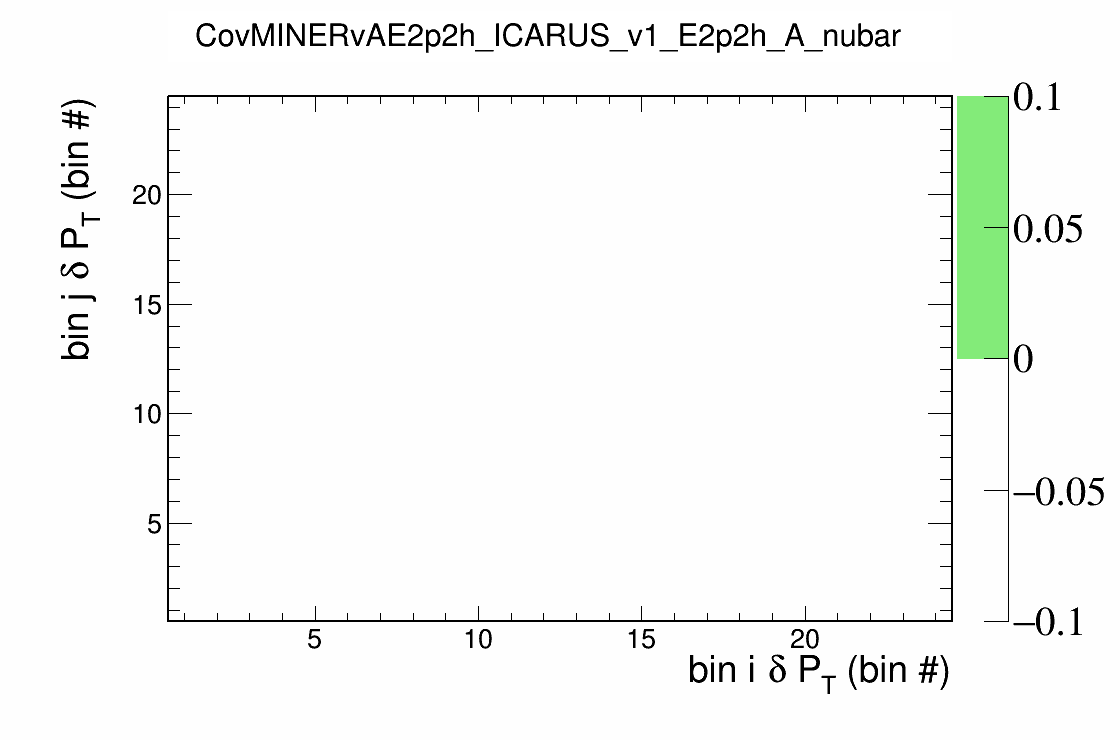 CovMINERvAE2p2h_ICARUS_v1_E2p2h_A_nubar
bin j δ P_T (bin #)
20
15
10
5
5 10 15 20
bin i δ P_T (bin #)
0.1
0.05
0
−0.05
−0.1